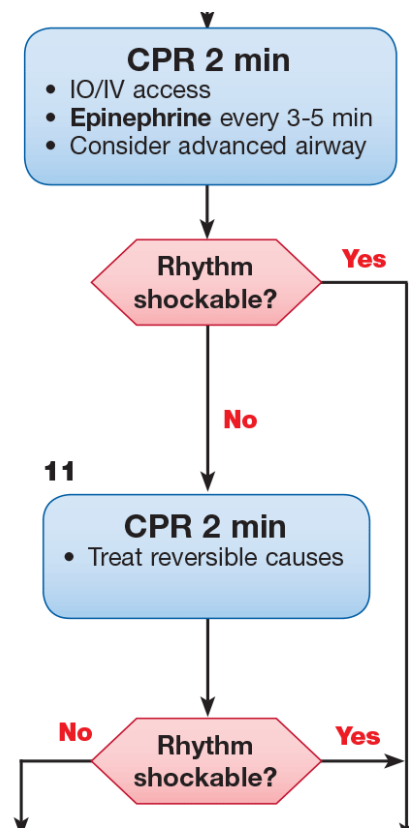 CPR 2 min
• IO/IV access
• Epinephrine every 3-5 min
• Consider advanced airway
Rhythm
shockable?
Yes
No
11
CPR 2 min
• Treat reversible causes
No
Rhythm
shockable?
Yes